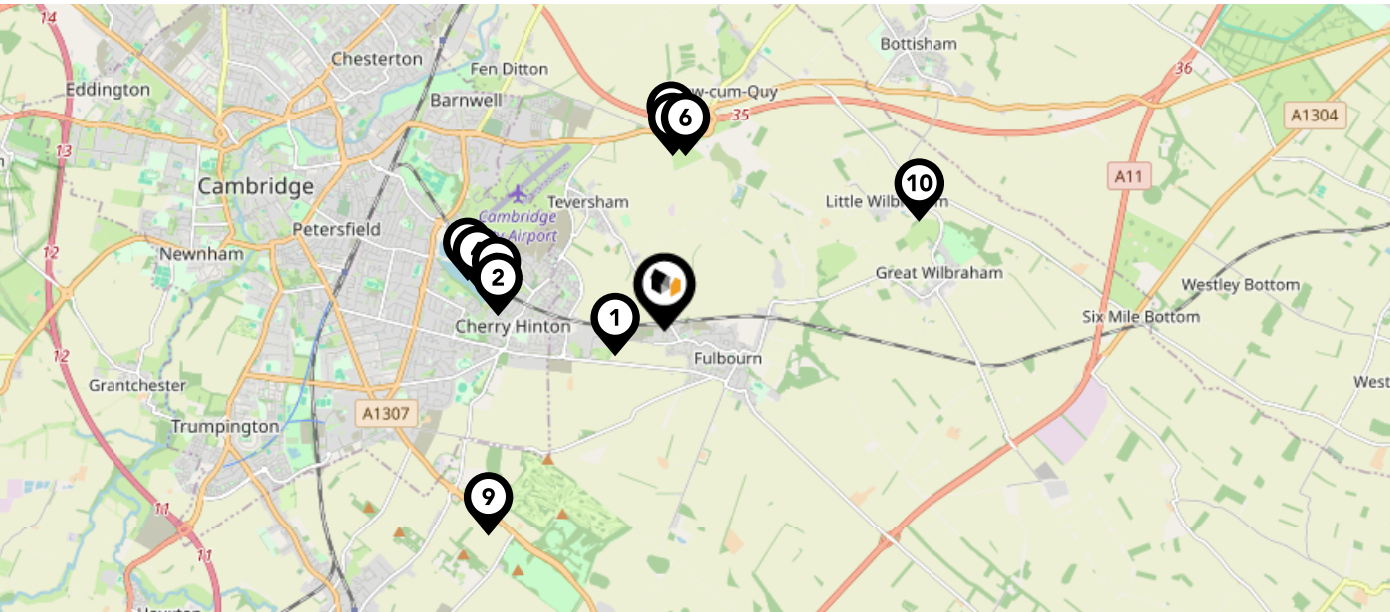 14
Chesterton
Fen Ditton
Bottisham
36
Eddington
Barnwell
w-cum-Quy
6
35
A1304
13
Cambridge
A11
10
Little Wilb
m
Teversham
Cambridge
y Airport
Petersfield
12
Newnham
2
Great Wilbraham
Westley Bottom
1
Cherry Hinton
Six Mile Bottom
12
Fulbourn
Grantchester
West
A1307
Trumpington
9
11
11